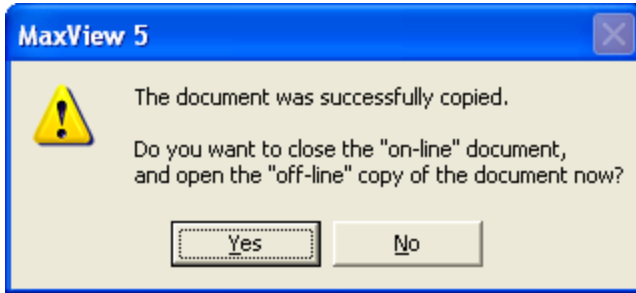 MaxView 5
The document was successfully copied.
Do you want to close the "on-line" document,
and open the "off-line" copy of the document now?
Yes
No